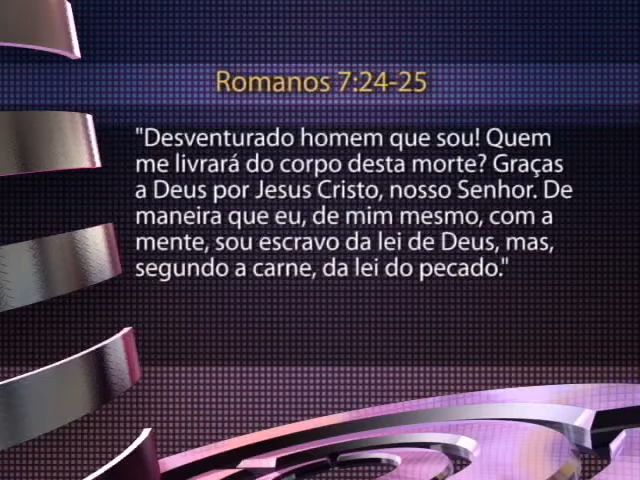 Romanos 7:24-25
"Desventurado homem que sou! Quem
me livrará do corpo desta morte? Graças
a Deus por Jesus Cristo, nosso Senhor. De
maneira que eu, de mim mesmo, com a
mente, sou escravo da lei de Deus, mas,
segundo a carne, da lei do pecado."